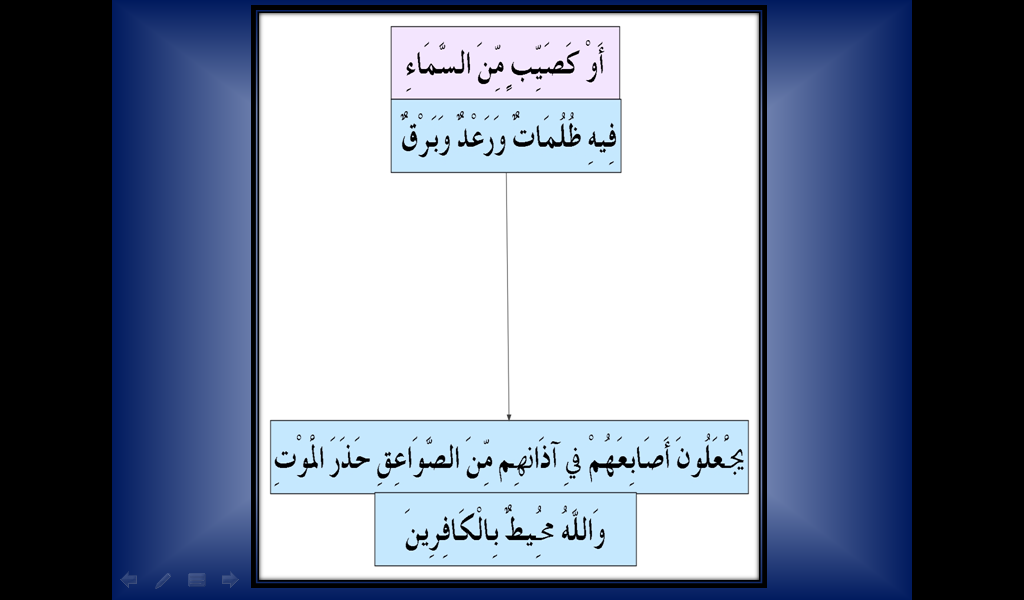 أَوْ كَصَيِّبٍ مِّنَ السَّمَاءِ
فِيهِ ظُلُمَاتٌ وَرَعْدٌ وَبَرْقٌ
يَجْعَلُونَ أَصَابِعَهُمْ فِي آذَانِهِم مِّنَ الصَّوَاعِقِ حَذَرَ الْمَوْتِ
وَاللَّهُ مُحِيطٌ بِالْكَافِرِينَ